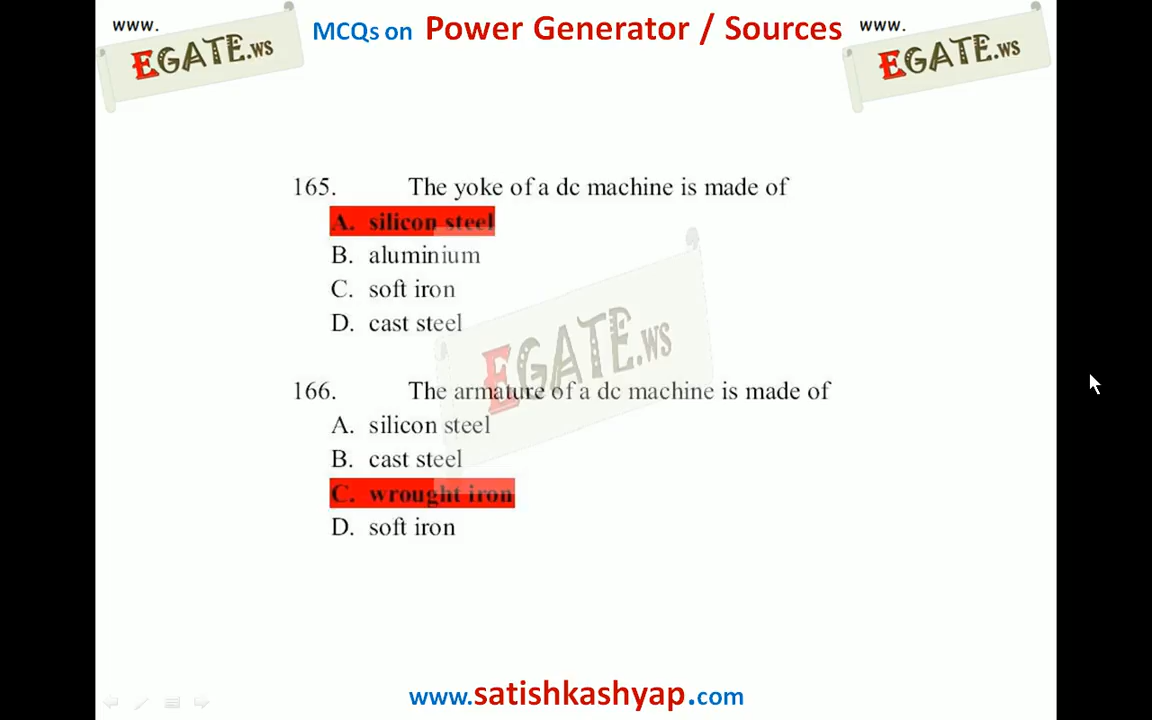 www.
EGATE.ws
MCQs on Power Generator / Sources
www.
EGATE.ws
165. The yoke of a dc machine is made of
A. silicon steel
B. aluminium
C. soft iron
D. cast steel
EGATE.ws
166. The armature of a dc machine is made of
A. silicon steel
B. cast steel
C. wrought iron
D. soft iron
www.satishkashyap.com